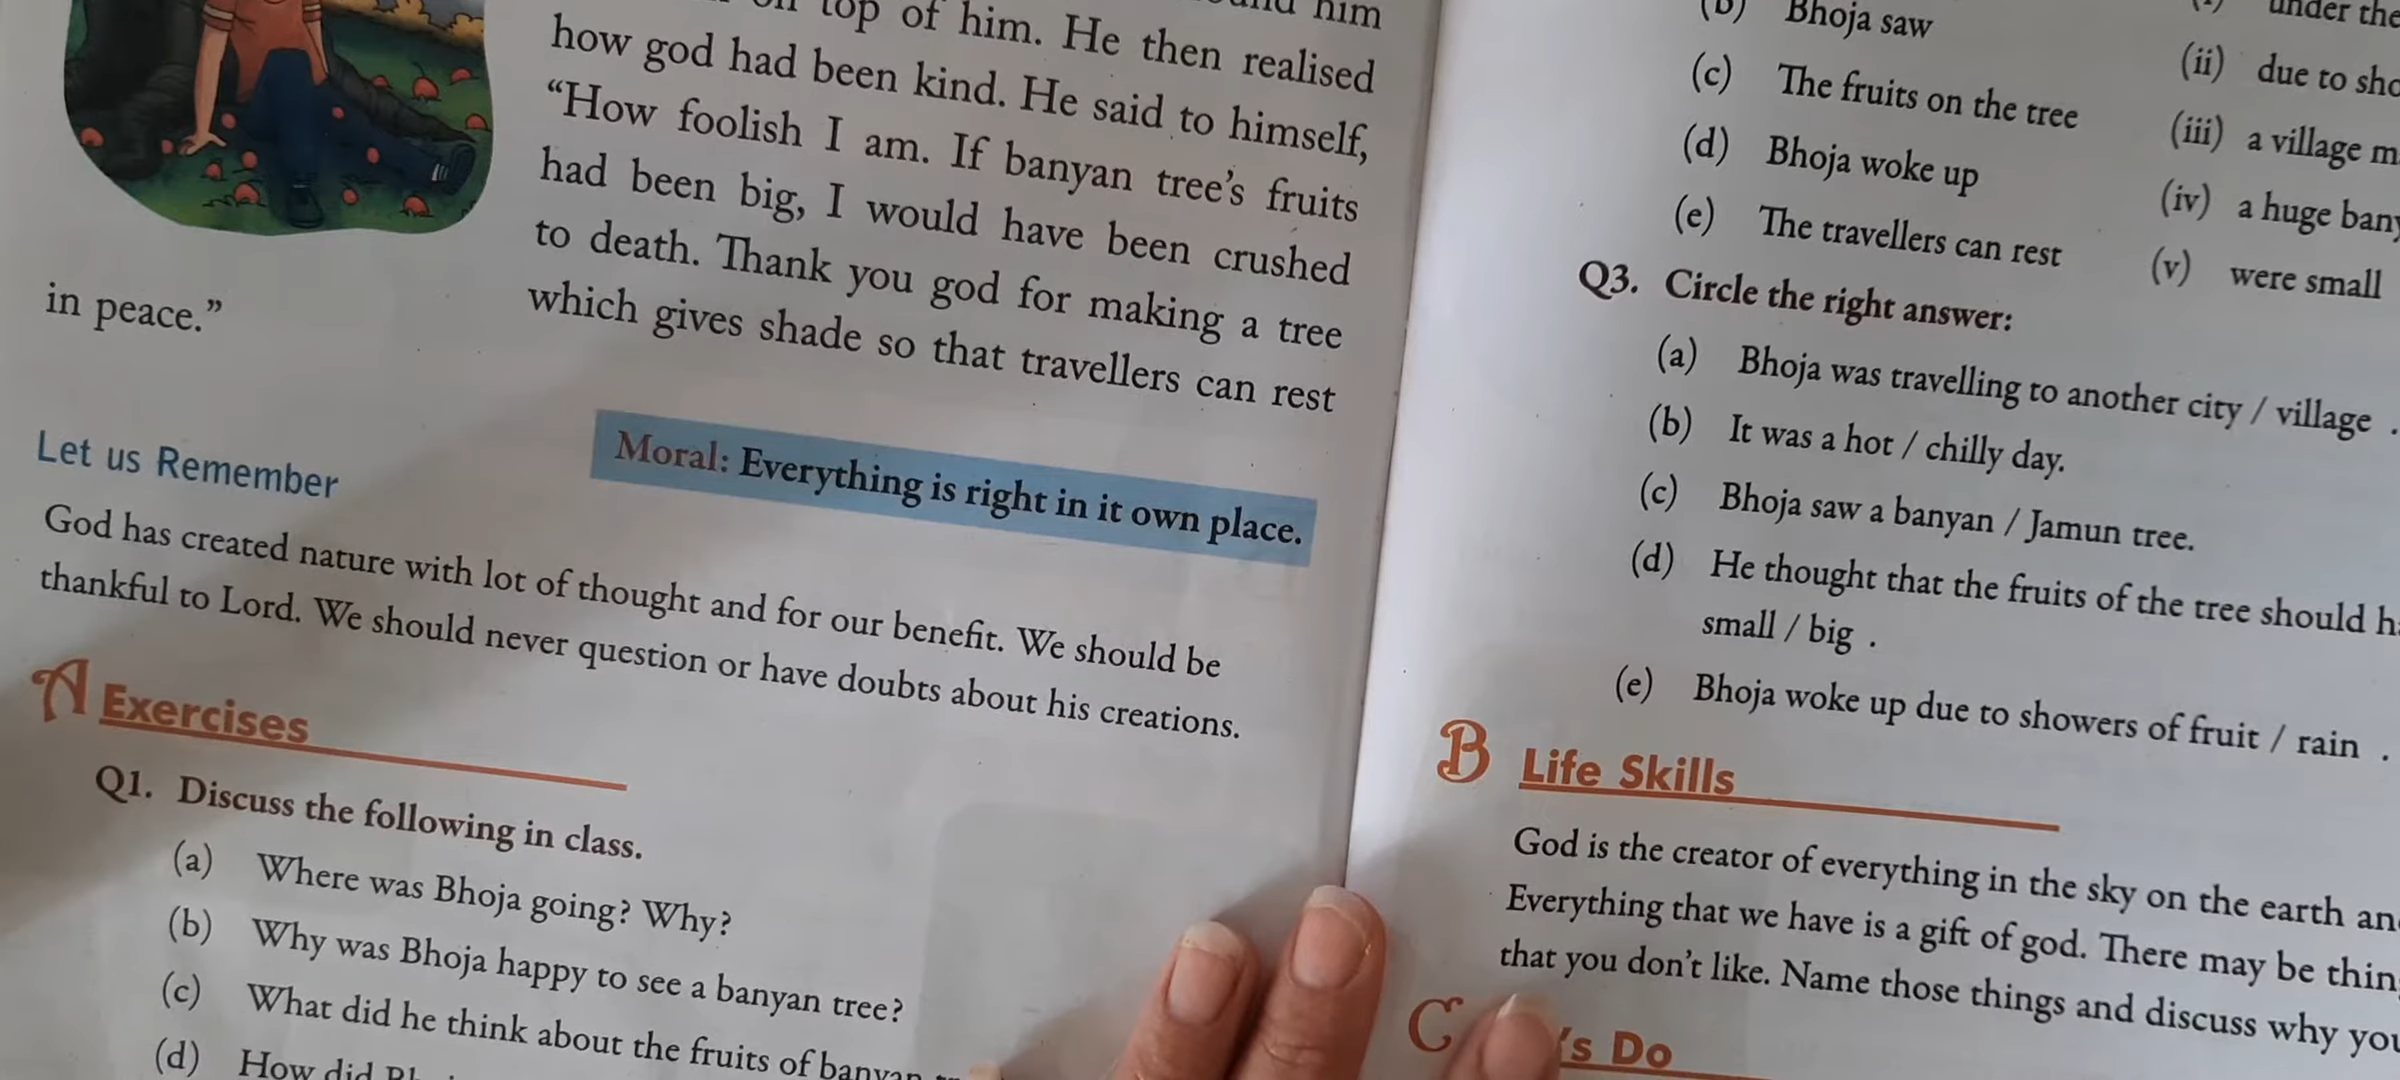 top of him. He then realised
how god had been kind. He said to himself,
“How foolish I am. If banyan tree’s fruits
had been big, I would have been crushed
to death. Thank you god for making a tree
which gives shade so that travellers can rest
in peace.”
Moral: Everything is right in it own place.
Let us Remember
God has created nature with lot of thought and for our benefit. We should be
thankful to Lord. We should never question or have doubts about his creations.
A Exercises
Q1. Discuss the following in class.
(a) Where was Bhoja going? Why?
(b) Why was Bhoja happy to see a banyan tree?
(c) What did he think about the fruits of banyan
(d) How did
(b) Bhoja saw
under the
(c) The fruits on the tree
(ii) due to
(d) Bhoja woke up
(iii) a village
(e) The travellers can rest
(iv) a huge
(v) were small
Q3. Circle the right answer:
(a) Bhoja was travelling to another city / village .
(b) It was a hot / chilly day.
(c) Bhoja saw a banyan / Jamun tree.
(d) He thought that the fruits of the tree should
small / big .
(e) Bhoja woke up due to showers of fruit / rain .
B Life Skills
God is the creator of everything in the sky on the earth
Everything that we have is a gift of god. There may be
that you don’t like. Name those things and discuss why
C
's Do